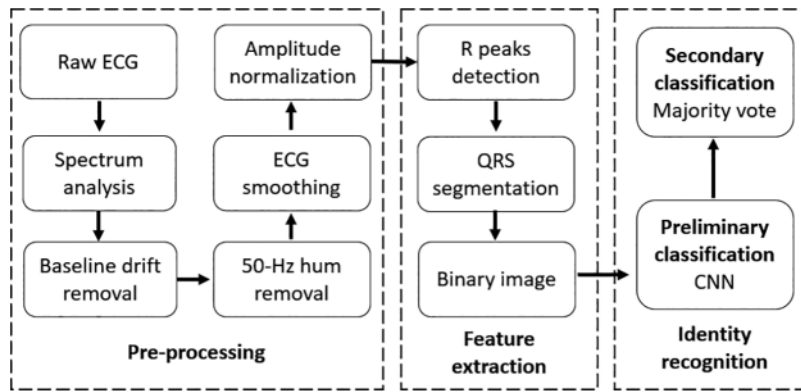 Raw ECG
Spectrum
analysis
Baseline drift
removal
50-Hz hum
removal
ECG
smoothing
Amplitude
normalization
Pre-processing
R peaks
detection
QRS
segmentation
Binary image
Feature
extraction
Preliminary
classification
CNN
Secondary
classification
Majority vote
Identity
recognition